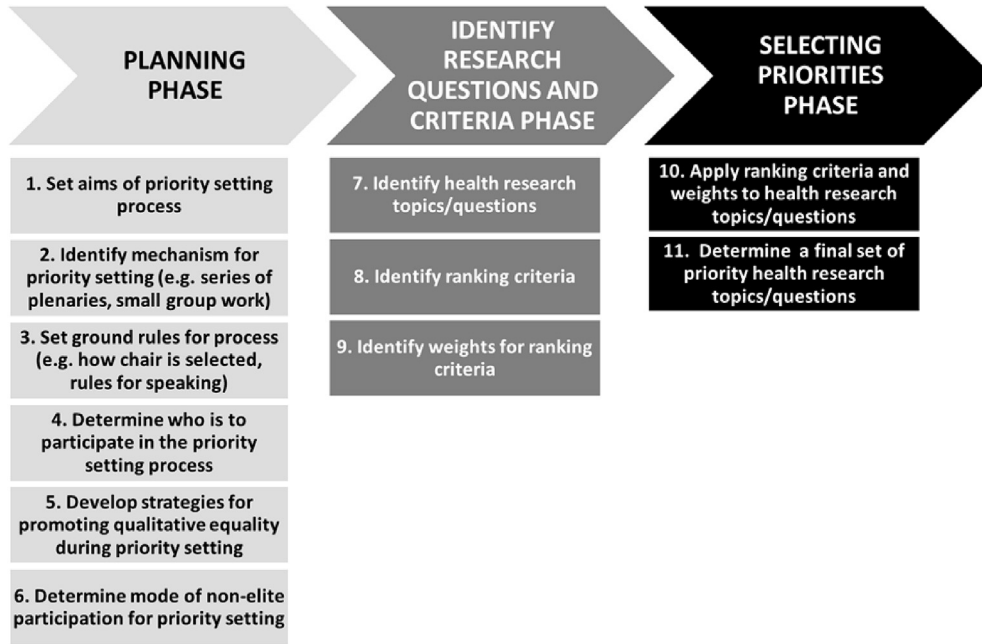 PLANNING
PHASE
IDENTIFY
RESEARCH
QUESTIONS AND
CRITERIA PHASE
SELECTING
PRIORITIES
PHASE
1. Set aims of priority setting
process
2. Identify mechanism for
priority setting (e.g. series of
plenaries, small group work)
3. Set ground rules for process
(e.g. how chair is selected,
rules for speaking)
4. Determine who is to
participate in the priority
setting process
5. Develop strategies for
promoting qualitative equality
during priority setting
6. Determine mode of non-elite
participation for priority setting
7. Identify health research
topics/questions
8. Identify ranking criteria
9. Identify weights for ranking
criteria
10. Apply ranking criteria and
weights to health research
topics/questions
11. Determine a final set of
priority health research
topics/questions